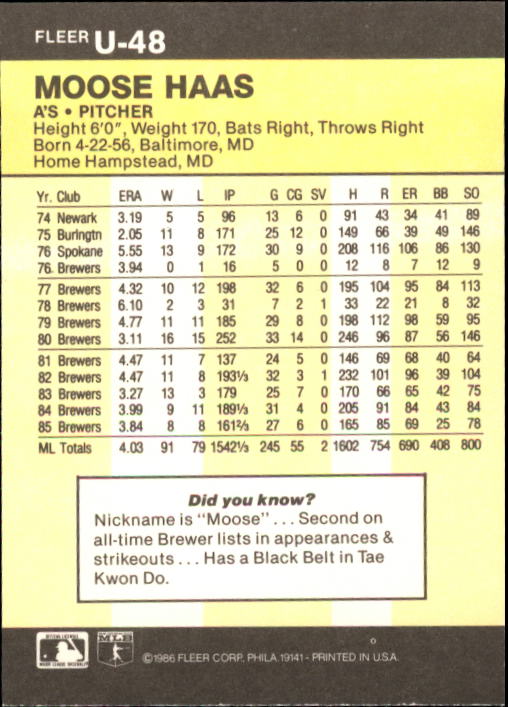 FLEER U-48
MOOSE HAAS
A'S • PITCHER
Height 6'0", Weight 170, Bats Right, Throws Right
Born 4-22-56, Baltimore, MD
Home Hampstead, MD
Yr. Club ERA W L IP G CG SV H R ER BB SO
74 Newark 3.19 5 5 96 13 6 0 91 43 34 41 89
75 Burlngtn 2.05 11 8 171 25 12 0 149 66 39 49 146
76 Spokane 5.55 13 9 172 30 9 0 208 116 106 86 130
76 Brewers 3.94 0 1 16 5 0 0 12 8 7 12 9
77 Brewers 4.32 10 12 198 32 6 0 195 104 95 84 113
78 Brewers 6.10 2 3 31 7 2 1 33 22 21 8 32
79 Brewers 4.77 11 11 185 29 8 0 198 112 98 59 95
80 Brewers 3.11 16 15 252 33 14 0 246 96 87 56 146
81 Brewers 4.47 11 7 137 24 5 0 146 69 68 40 64
82 Brewers 4.47 11 8 193⅓ 32 3 1 232 101 96 39 104
83 Brewers 3.27 13 3 179 25 7 0 170 66 65 42 75
84 Brewers 3.99 9 11 189⅓ 31 4 0 205 91 84 43 84
85 Brewers 3.84 8 8 161⅔ 27 6 0 165 85 69 25 78
ML Totals 4.03 91 79 1542⅓ 245 55 2 1602 754 690 408 800
Did you know?
Nickname is "Moose" . . . Second on
all-time Brewer lists in appearances &
strikeouts . . . Has a Black Belt in Tae
Kwon Do.
MLB
©1986 FLEER CORP. PHILA. 19141 - PRINTED IN U.S.A.